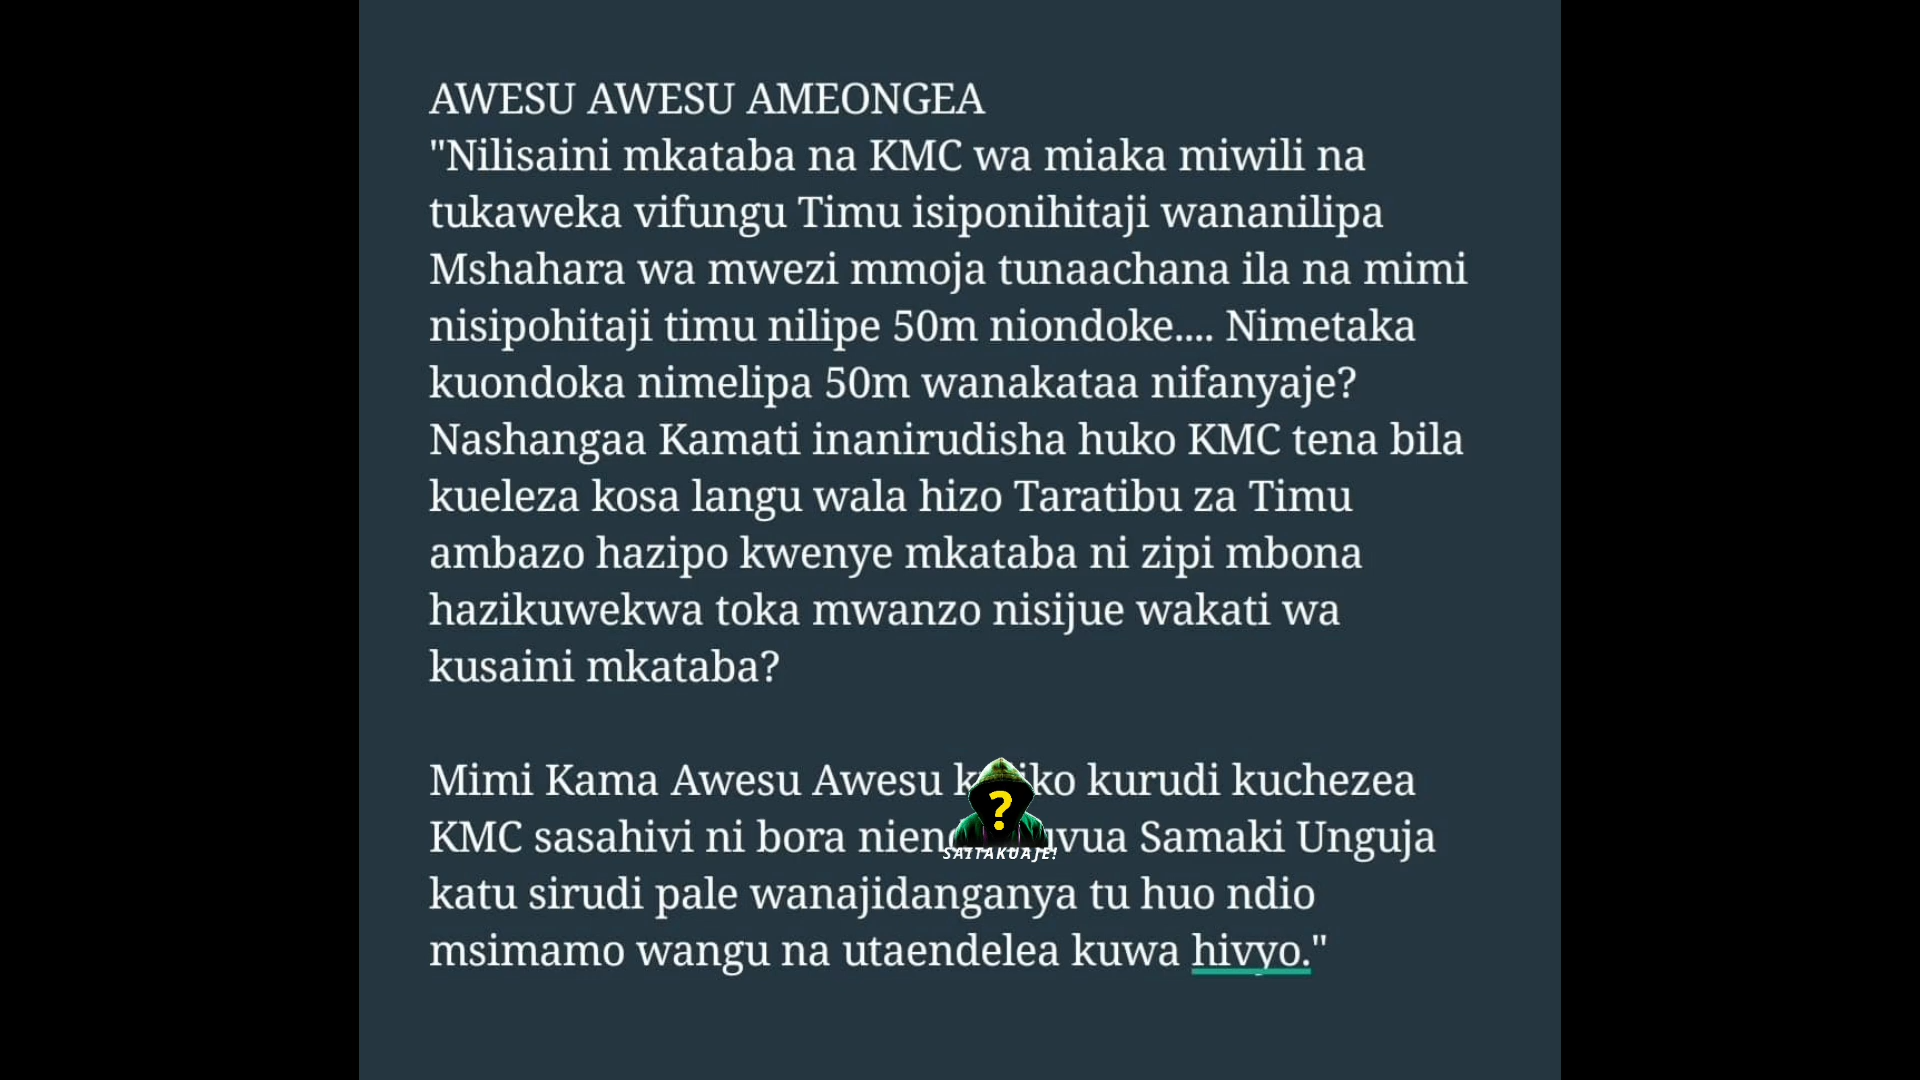 AWESU AWESU AMEONGEA
"Nilisaini mkataba na KMC wa miaka miwili na
tukaweka vifungu Timu isiponihitaji wananilipa
Mshahara wa mwezi mmoja tunaachana ila na mimi
nisipohitaji timu nilipe 50m niondoke.... Nimetaka
kuondoka nimelipa 50m wanakataa nifanyaje?
Nashangaa Kamati inanirudisha huko KMC tena bila
kueleza kosa langu wala hizo Taratibu za Timu
ambazo hazipo kwenye mkataba ni zipi mbona
hazikuwekwa toka mwanzo nisijue wakati wa
kusaini mkataba?
Mimi Kama Awesu Awesu kurudi kuchezea
KMC sasahivi ni bora Samaki Unguja
katu sirudi pale wanajidanganya tu huo ndio
msimamo wangu na utaendelea kuwa hivyo."
?
SAITAKUAJE!